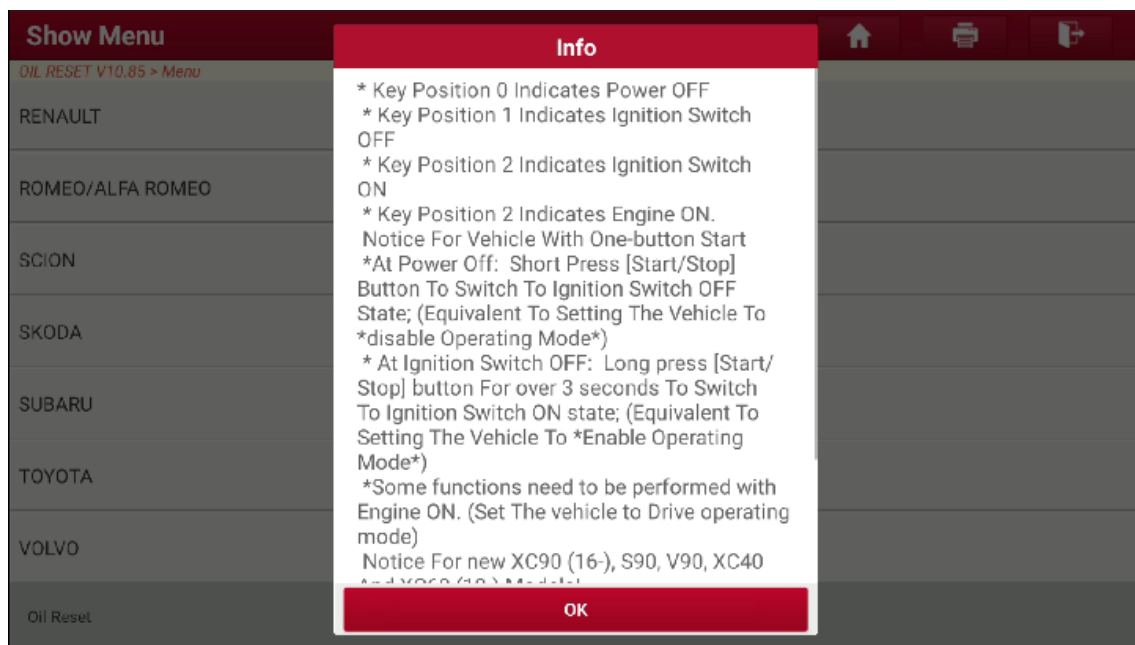 Show Menu
OIL RESET V10.85 > Menu
RENAULT
ROMEO/ALFA ROMEO
SCION
SKODA
SUBARU
TOYOTA
VOLVO
Oil Reset
Info
* Key Position 0 Indicates Power OFF
* Key Position 1 Indicates Ignition Switch
OFF
* Key Position 2 Indicates Ignition Switch
ON
* Key Position 2 Indicates Engine ON.
Notice For Vehicle With One-button Start
*At Power Off: Short Press [Start/Stop]
Button To Switch To Ignition Switch OFF
State; (Equivalent To Setting The Vehicle To
*disable Operating Mode*)
* At Ignition Switch OFF: Long press [Start/
Stop] button For over 3 seconds To Switch
To Ignition Switch ON state; (Equivalent To
Setting The Vehicle To *Enable Operating
Mode*)
*Some functions need to be performed with
Engine ON. (Set The vehicle to Drive operating
mode)
Notice For new XC90 (16-), S90, V90, XC40
OK